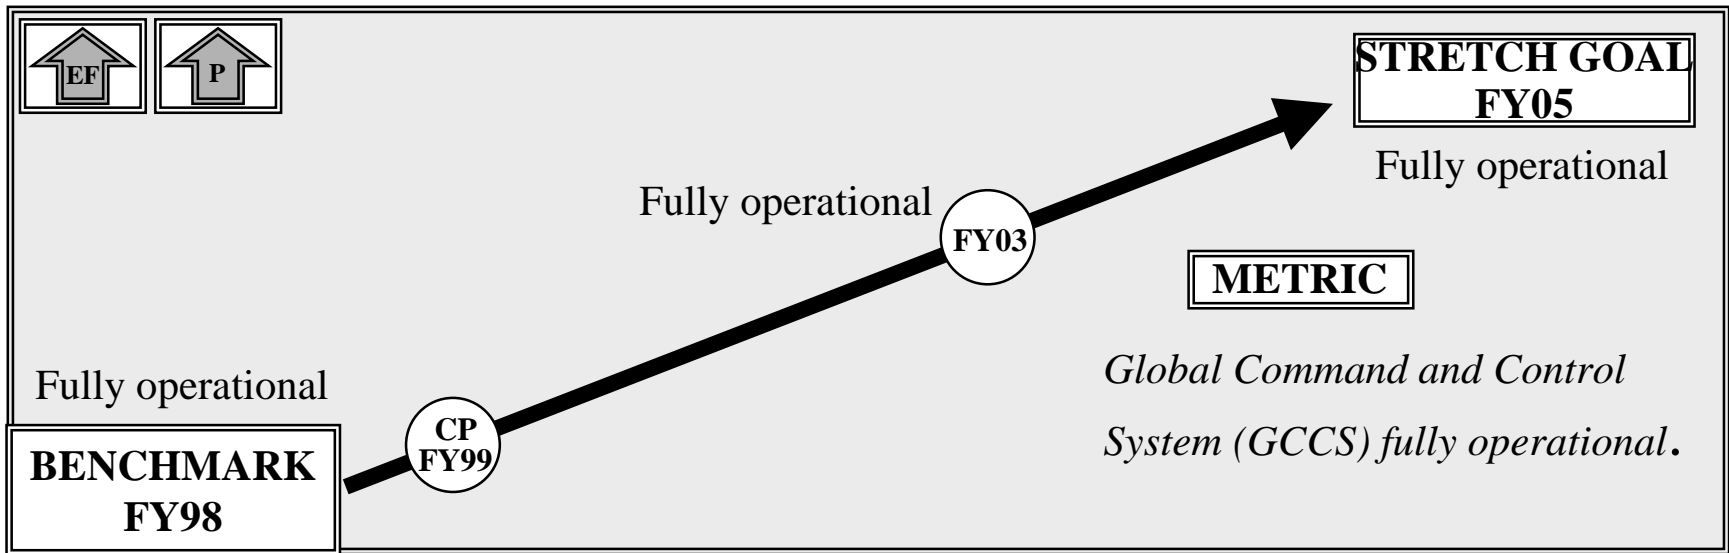 EF
P
STRETCH GOAL
FY05
Fully operational
Fully operational
FY03
METRIC
Global Command and Control
System (GCCS) fully operational.
Fully operational
CP
FY99
BENCHMARK
FY98